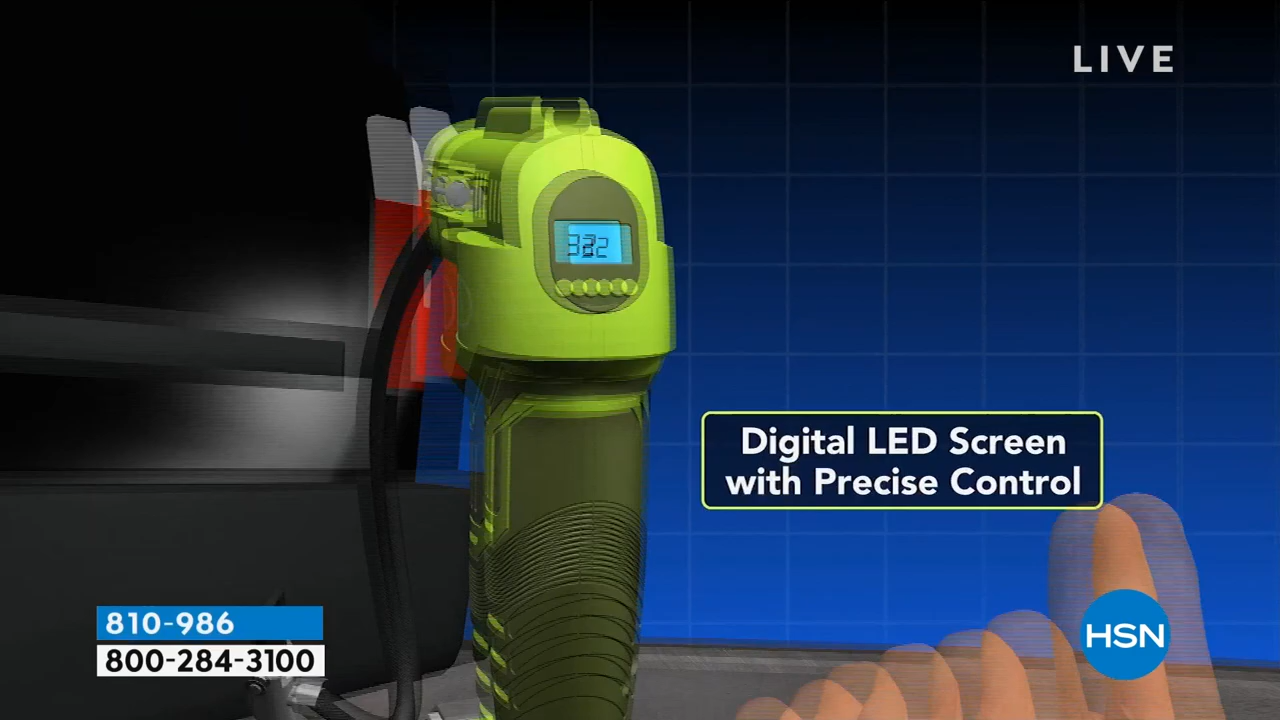 LIVE
Digital LED Screen
with Precise Control
810-986
800-284-3100
HSN